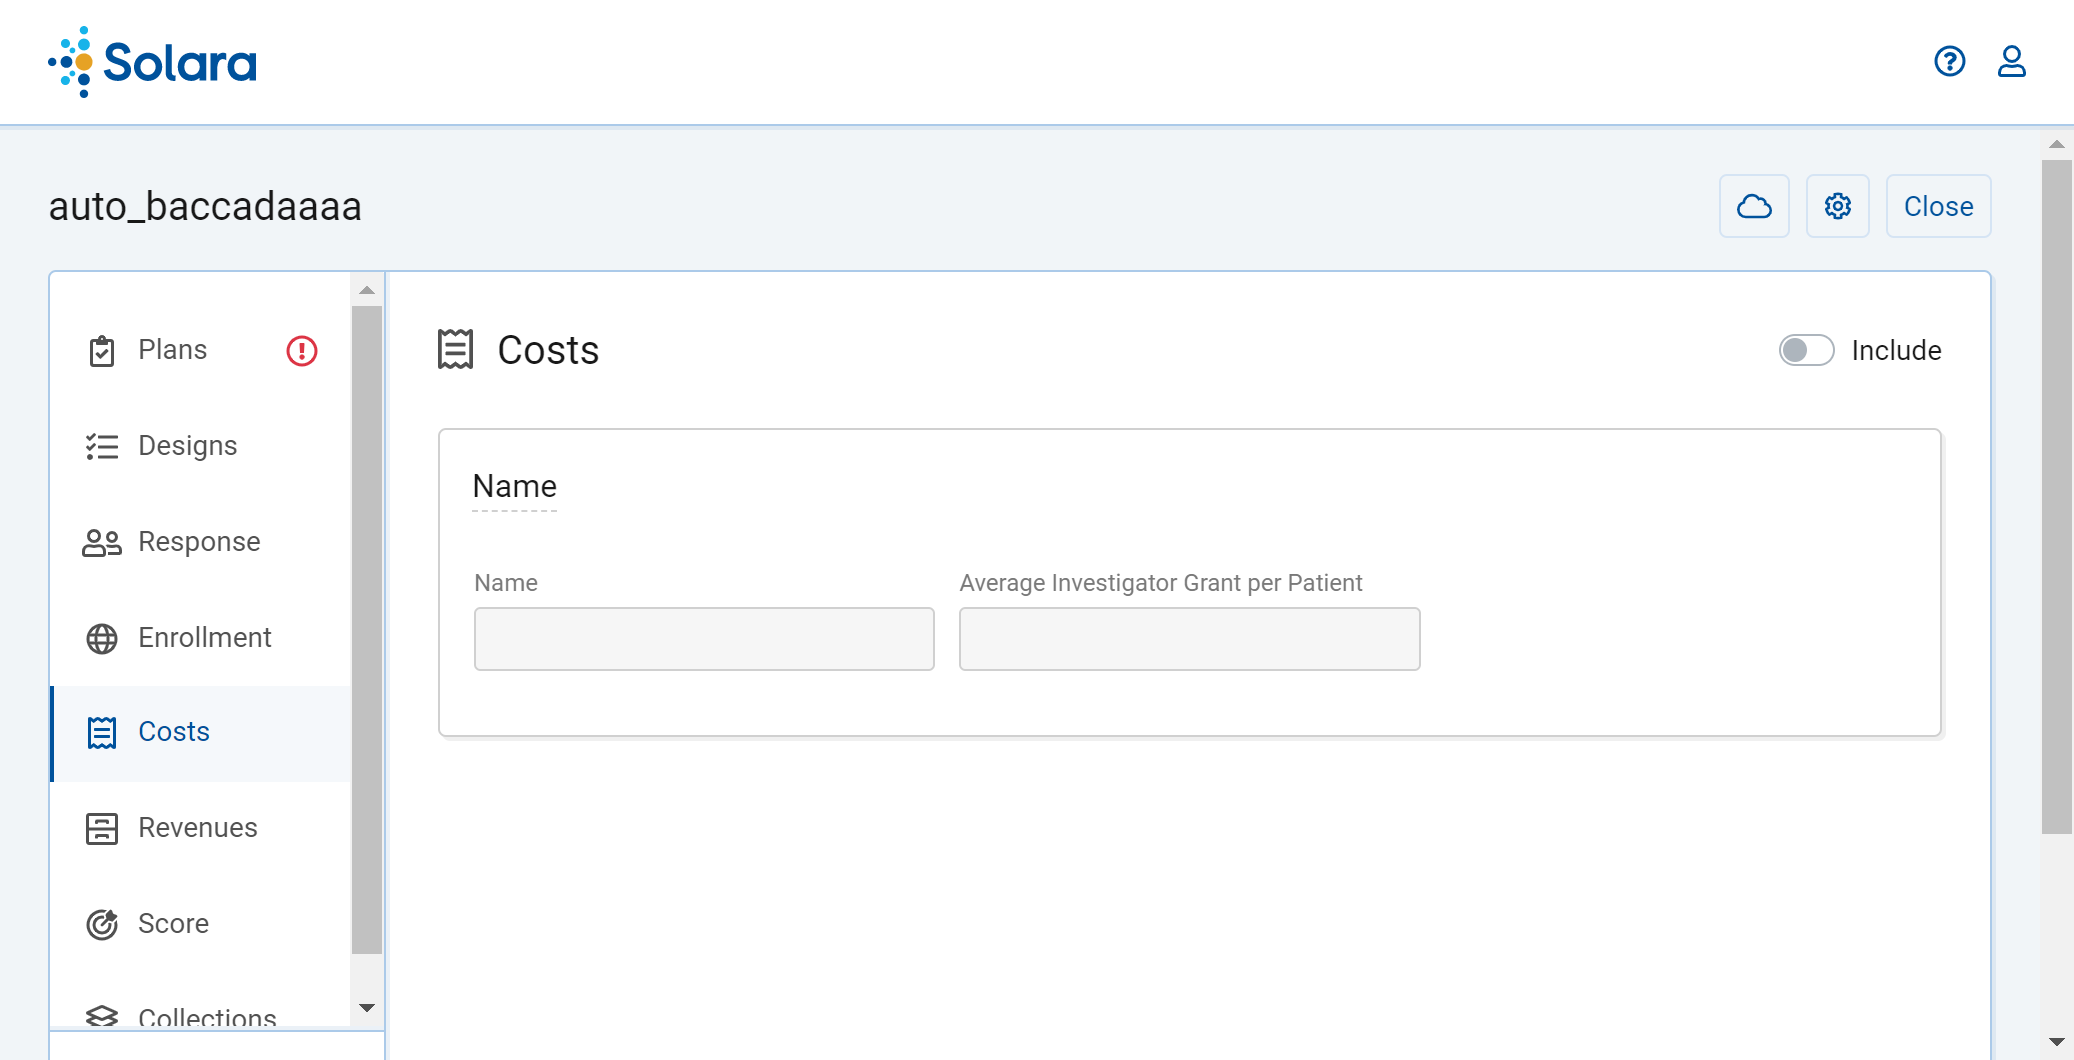 Solara
auto_baccadaaaa
Close
Plans
Designs
Response
Enrollment
Costs
Revenues
Score
Collections
Costs
Include
Name
Name
Average Investigator Grant per Patient